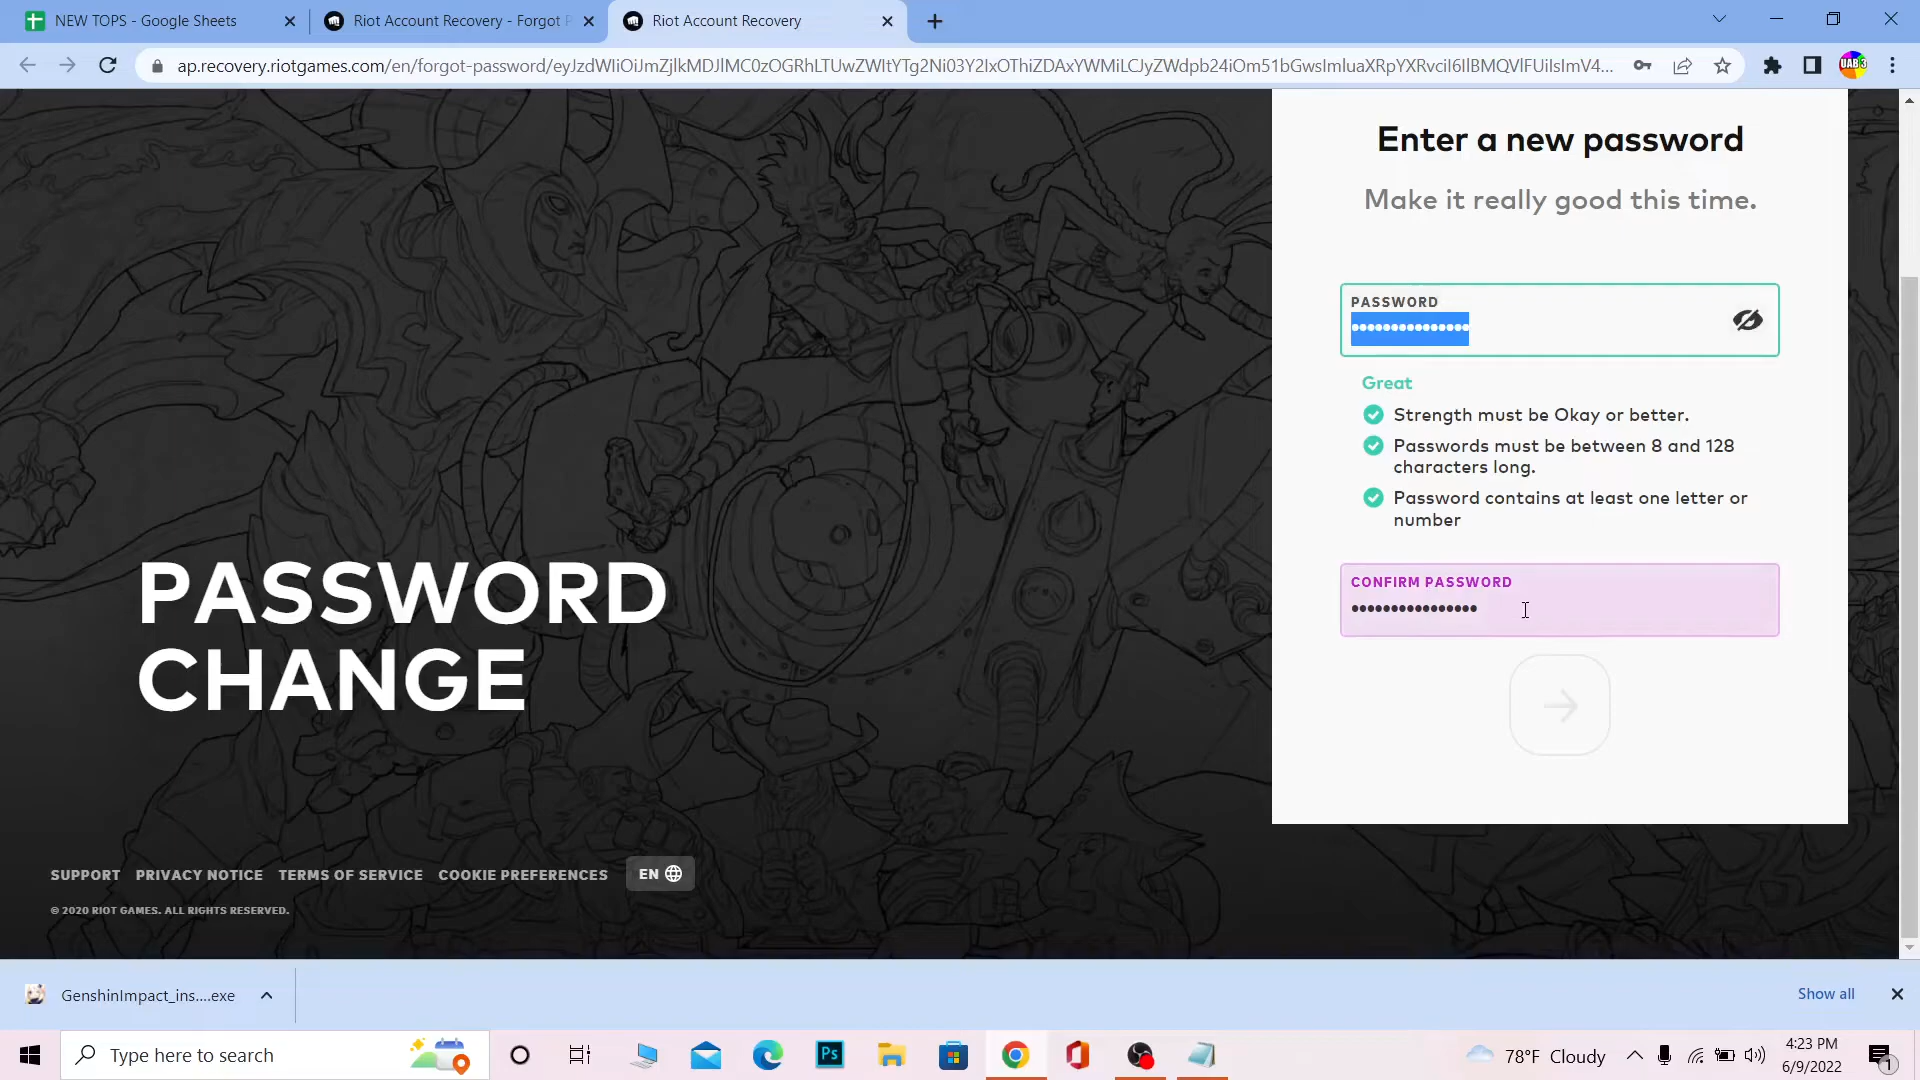 NEW TOPS - Google Sheets
Riot Account Recovery - Forgot P
Riot Account Recovery
UAB 3
Enter a new password
Make it really good this time.
PASSWORD
•••••••••••••••
Great
Strength must be Okay or better.
Passwords must be between 8 and 128
characters long.
Password contains at least one letter or
number
CONFIRM PASSWORD
••••••••••••••••
PASSWORD
CHANGE
SUPPORT PRIVACY NOTICE TERMS OF SERVICE COOKIE PREFERENCES EN
© 2020 RIOT GAMES. ALL RIGHTS RESERVED.
GenshinImpact_ins....exe
Show all
Type here to search
Ps
78°F Cloudy
4:23 PM
6/9/2022
1